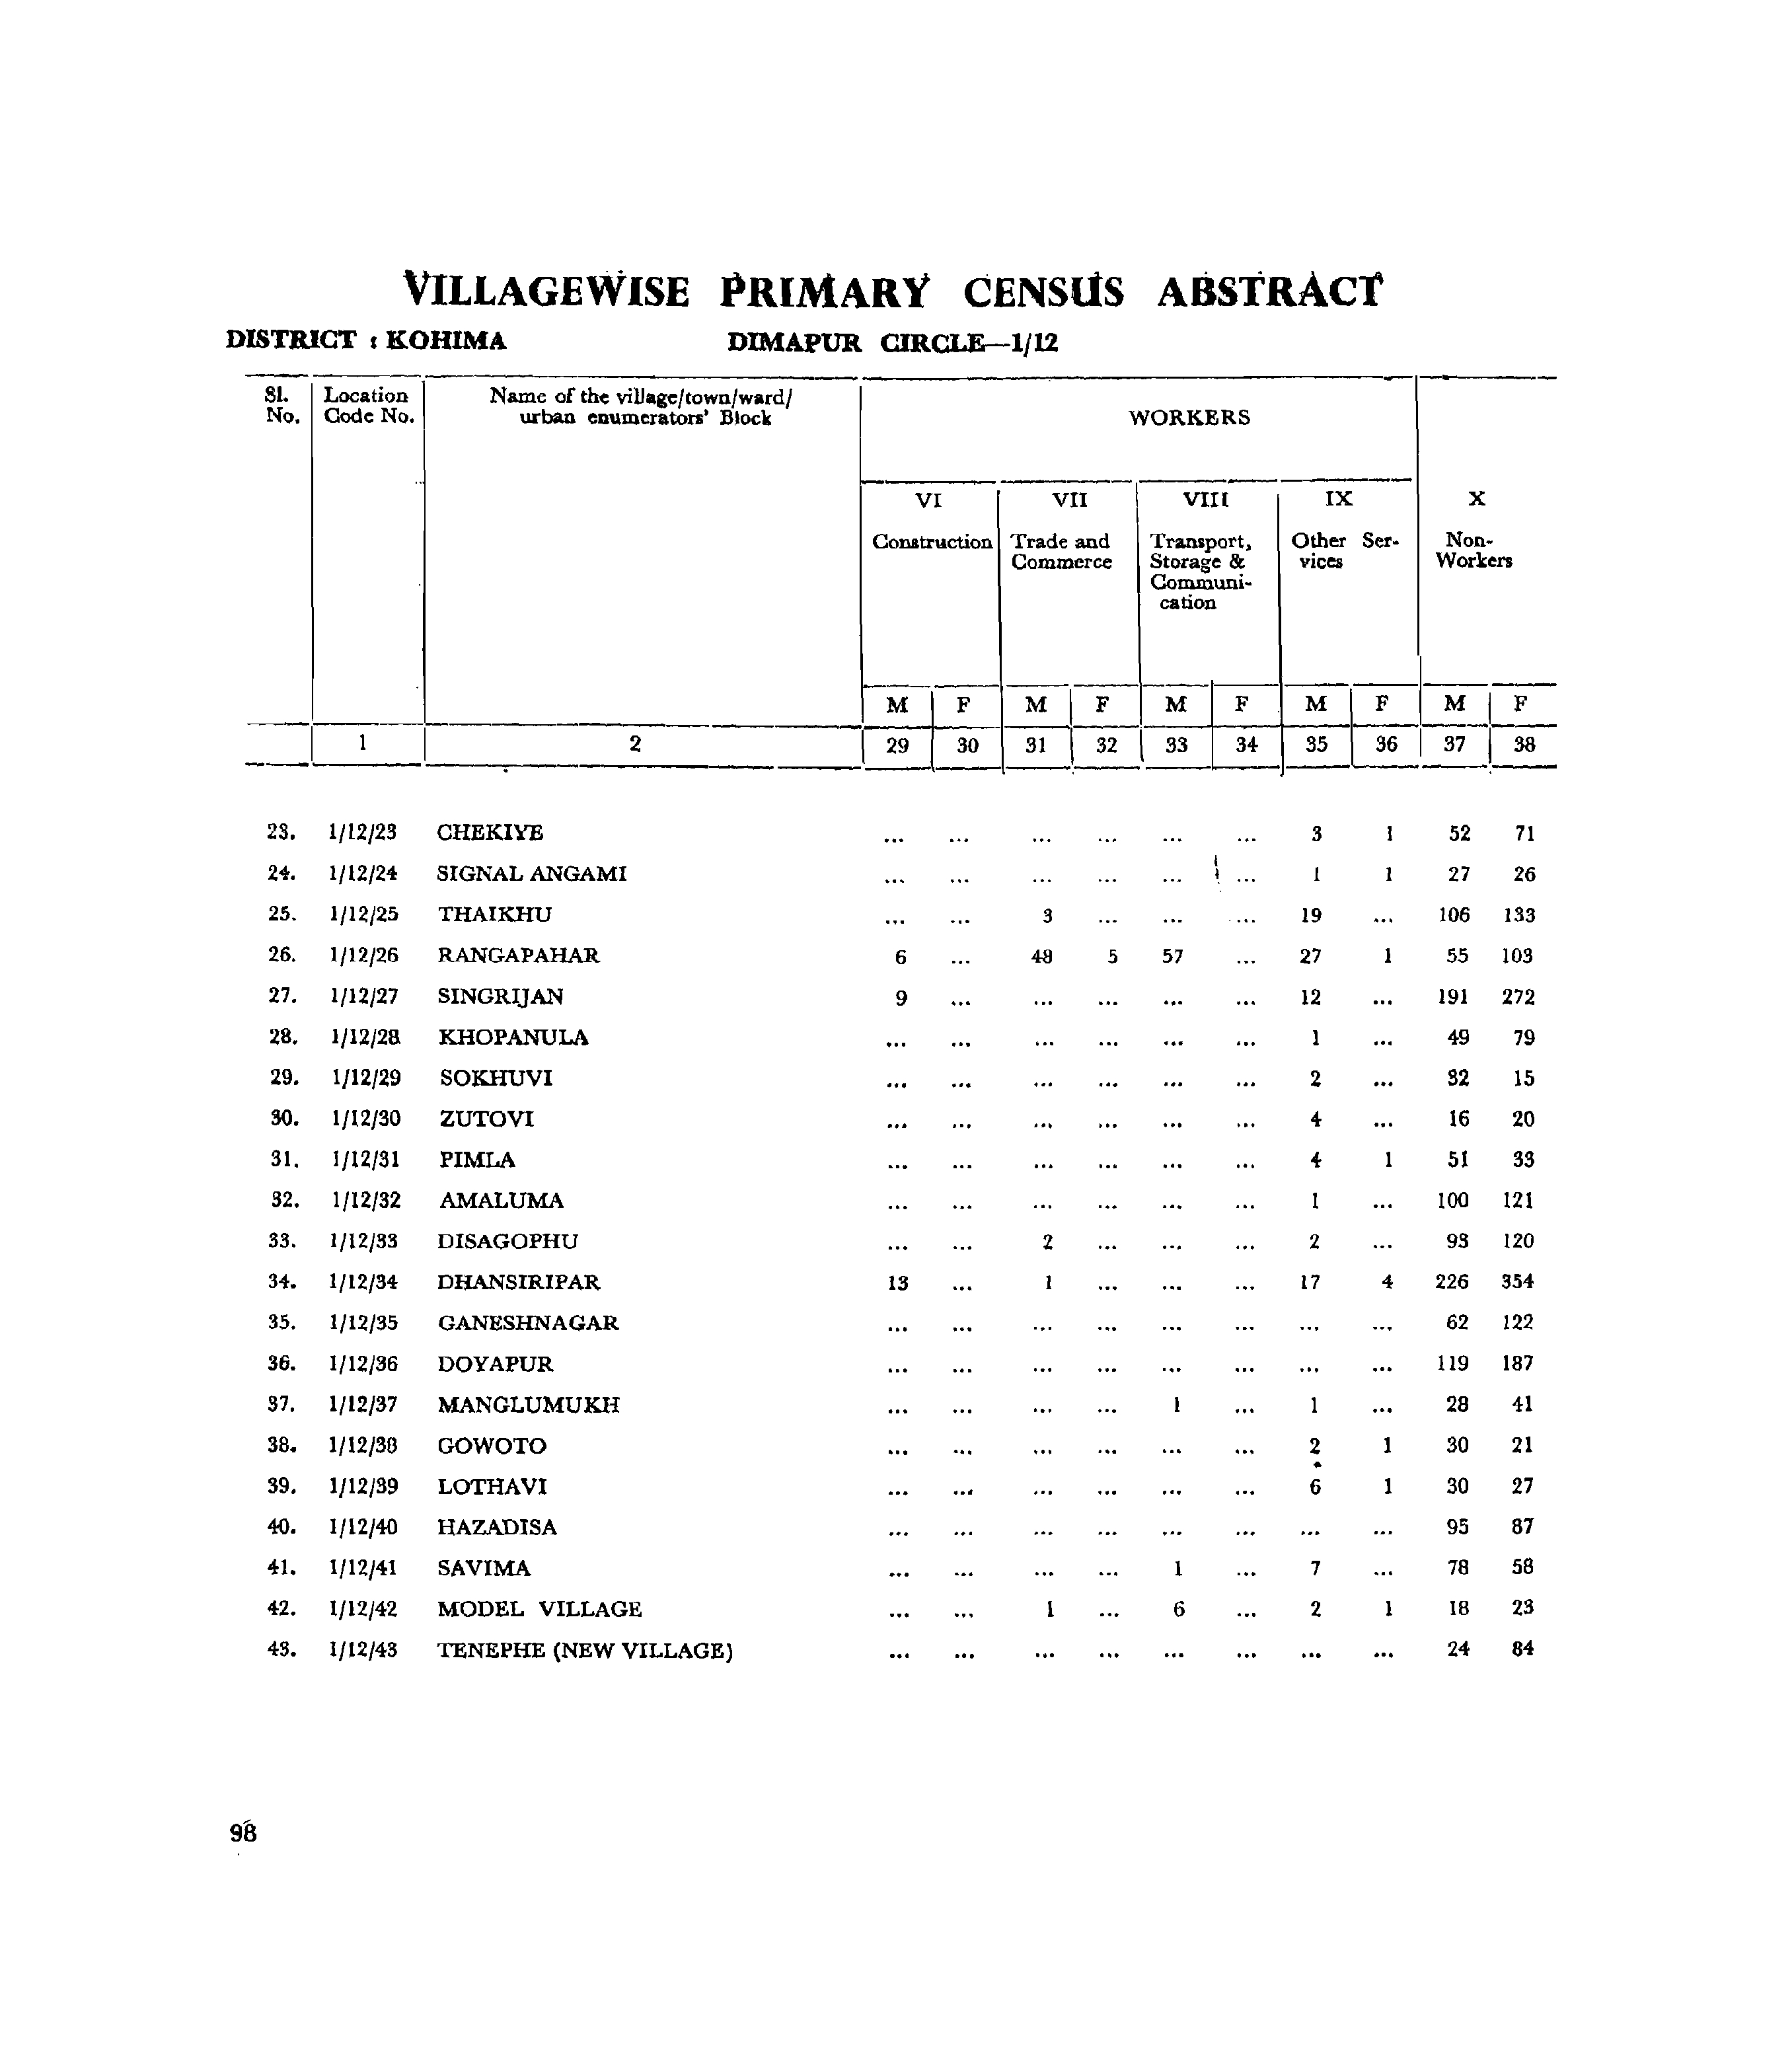 VILLAGEWISE PRIMARY CENSUS ABSTRACT
DISTRICT : KOHIMA DIMAPUR CIRCLE—1/12
Sl. No. Location Code No. Name of the village/town/ward/ urban enumerators' Block WORKERS
VI VII VIII IX X
Construction Trade and Commerce Transport, Storage & Communi- cation Other Ser- vices Non- Workers
M F M F M F M F M F
1 2 29 30 31 32 33 34 35 36 37 38
23. 1/12/23 CHEKIYE ... ... ... ... ... ... 3 1 52 71
24. 1/12/24 SIGNAL ANGAMI ... ... ... ... ... ... 1 1 27 26
25. 1/12/25 THAIKHU ... ... 3 ... ... ... 19 ... 106 133
26. 1/12/26 RANGAPAHAR 6 ... 48 5 57 ... 27 1 55 103
27. 1/12/27 SINGRIJAN 9 ... ... ... ... ... 12 ... 191 272
28. 1/12/28 KHOPANULA ... ... ... ... ... ... 1 ... 49 79
29. 1/12/29 SOKHUVI ... ... ... ... ... ... 2 ... 32 15
30. 1/12/30 ZUTOVI ... ... ... ... ... ... 4 ... 16 20
31. 1/12/31 PIMLA ... ... ... ... ... ... 4 1 51 33
32. 1/12/32 AMALUMA ... ... ... ... ... ... 1 ... 100 121
33. 1/12/33 DISAGOPHU ... ... 2 ... ... ... 2 ... 93 120
34. 1/12/34 DHANSIRIPAR 13 ... 1 ... ... ... 17 4 226 354
35. 1/12/35 GANESHNAGAR ... ... ... ... ... ... ... ... 62 122
36. 1/12/36 DOYAPUR ... ... ... ... ... ... ... ... 119 187
37. 1/12/37 MANGLUMUKH ... ... ... ... 1 ... 1 ... 28 41
38. 1/12/38 GOWOTO ... ... ... ... ... ... 2 1 30 21
39. 1/12/39 LOTHAVI ... ... ... ... ... ... 6 1 30 27
40. 1/12/40 HAZADISA ... ... ... ... ... ... ... ... 95 87
41. 1/12/41 SAVIMA ... ... ... ... 1 ... 7 ... 78 58
42. 1/12/42 MODEL VILLAGE ... ... 1 ... 6 ... 2 1 18 23
43. 1/12/43 TENEPHE (NEW VILLAGE) ... ... ... ... ... ... ... ... 24 84
98